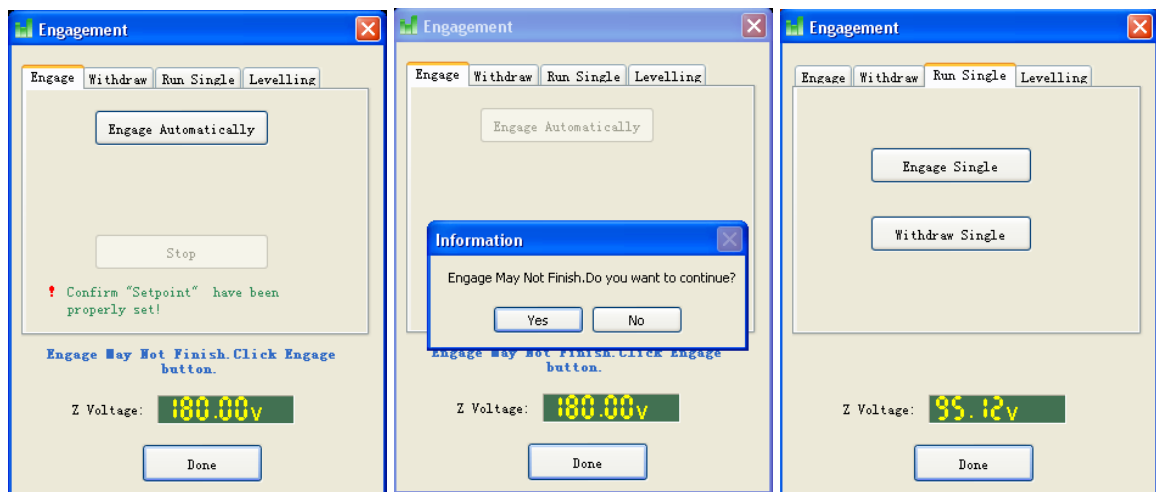 Engagement
Engage Withdraw Run Single Levelling
Engage Automatically
Stop
! Confirm "Setpoint" have been
properly set!
Engage May Not Finish.Click Engage
button.
Z Voltage: 180.00v
Done
Engagement
Engage Withdraw Run Single Levelling
Engage Automatically
Information
Engage May Not Finish.Do you want to continue?
Yes No
Engage May Not Finish.Click Engage
button.
Z Voltage: 180.00v
Done
Engagement
Engage Withdraw Run Single Levelling
Engage Single
Withdraw Single
Z Voltage: 95.12v
Done